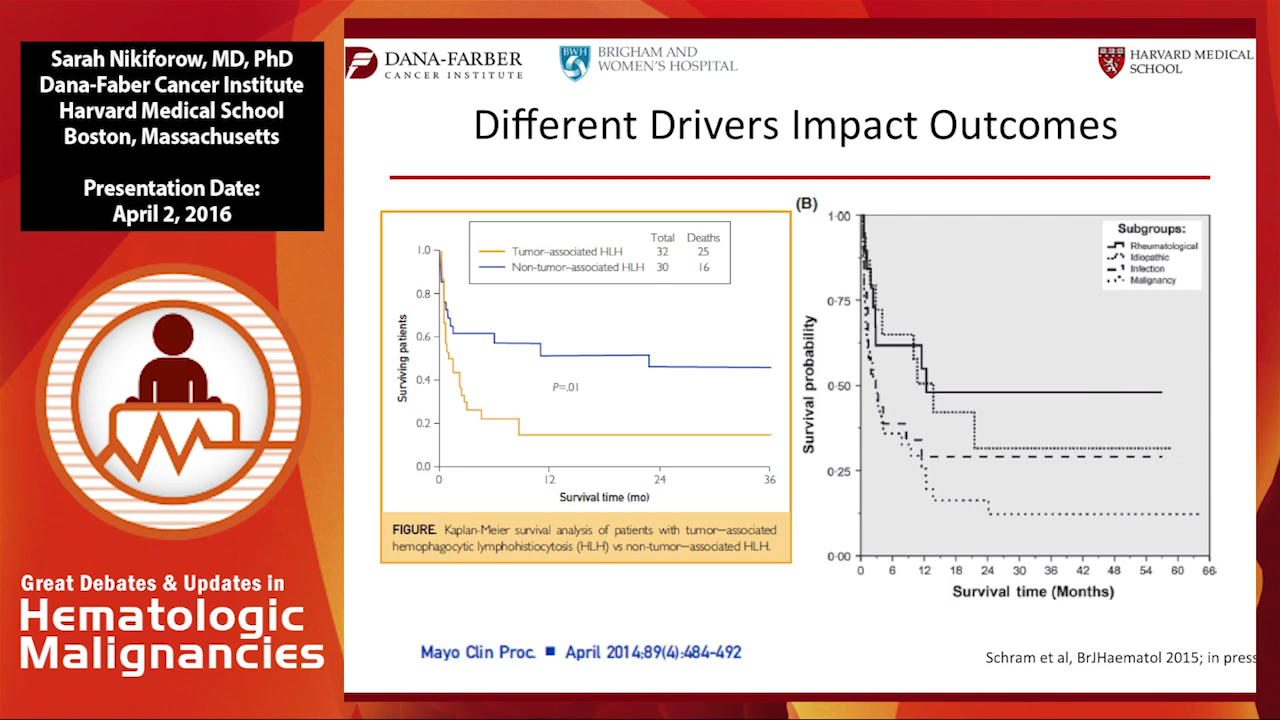 Sarah Nikiforow, MD, PhD
Dana-Faber Cancer Institute
Harvard Medical School
Boston, Massachusetts
Presentation Date:
April 2, 2016
Great Debates & Updates in
Hematologic
Malignancies
DANA-FARBER
CANCER INSTITUTE
BWH
BRIGHAM AND
WOMEN'S HOSPITAL
HARVARD MEDICAL
SCHOOL
Different Drivers Impact Outcomes
Total Deaths
Tumor–associated HLH 32 25
Non-tumor–associated HLH 30 16
Surviving patients
1.0
0.8
0.6
0.4
0.2
0.0
P=.01
0 12 24 36
Survival time (mo)
FIGURE. Kaplan-Meier survival analysis of patients with tumor–associated
hemophagocytic lymphohistiocytosis (HLH) vs non-tumor–associated HLH.
(B)
Subgroups:
Rheumatological
Idiopathic
Infection
Malignancy
Survival probability
1·00
0·75
0·50
0·25
0·00
0 6 12 18 24 30 36 42 48 54 60 66
Survival time (Months)
Mayo Clin Proc. ■ April 2014;89(4):484-492
Schram et al, BrJHaematol 2015; in press